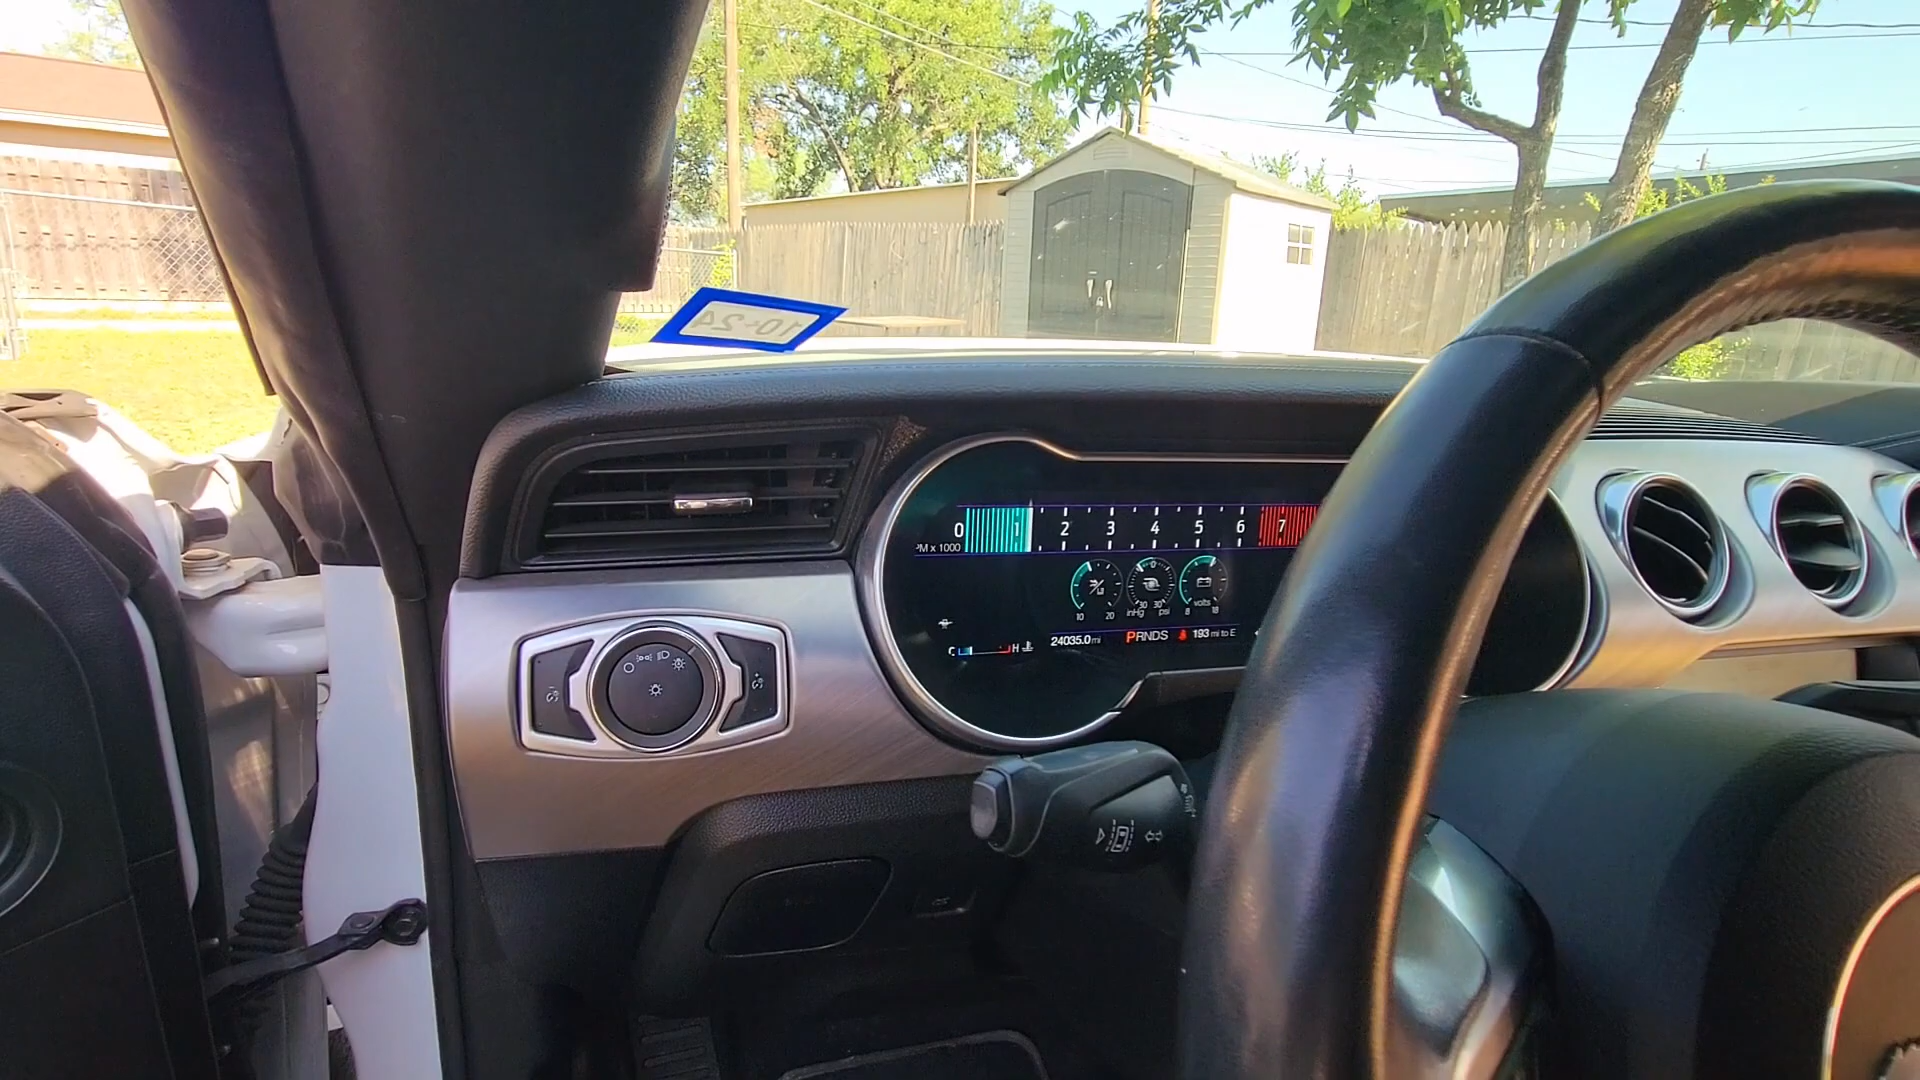 10-24
0 1 2 3 4 5 6 7
PM x 1000
10 20 30 30 8 18
inHg psi volts
24035.0 mi PRNDS 193 mi to E
C H